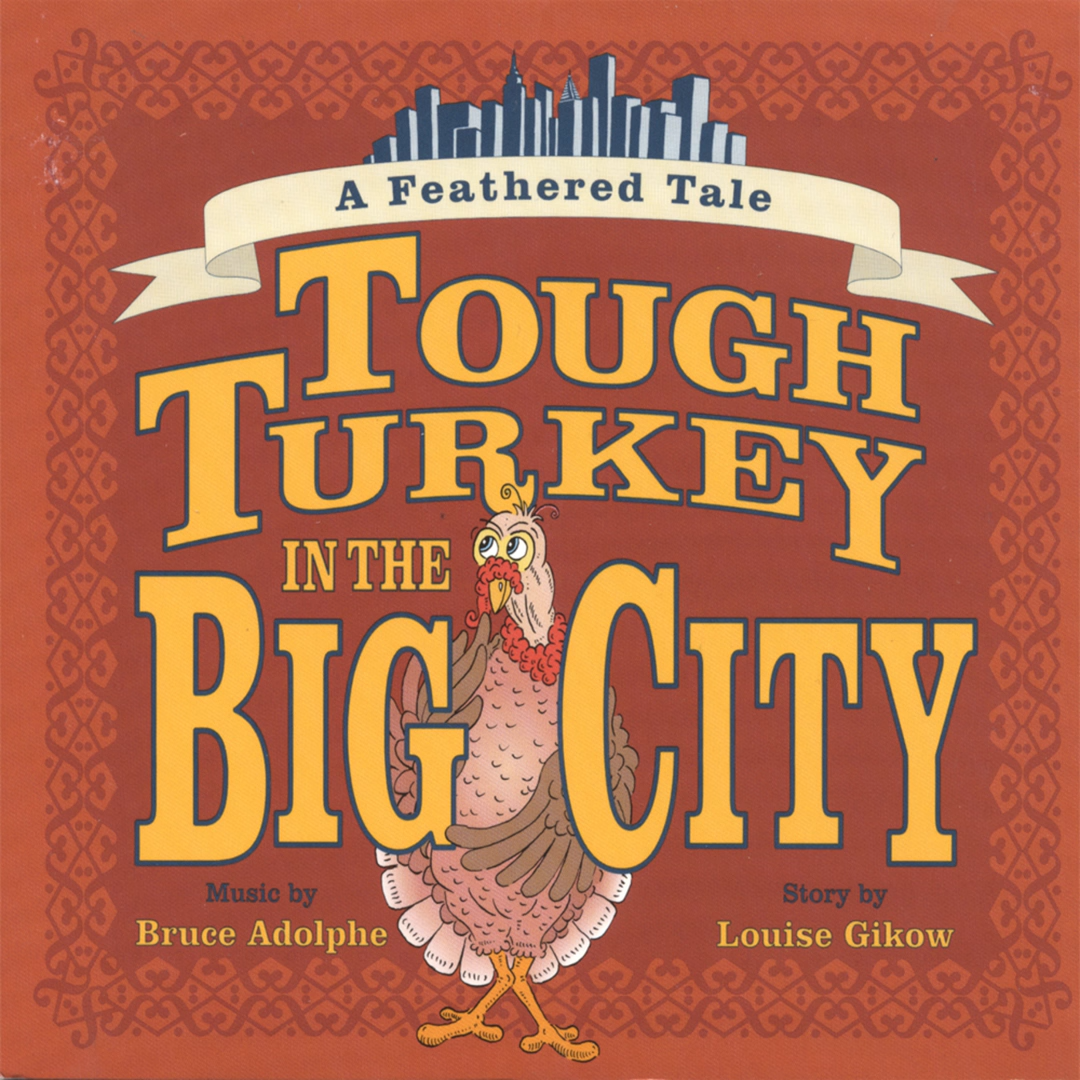 A Feathered Tale
TOUGH
TURKEY
IN THE
BIG CITY
Music by
Bruce Adolphe
Story by
Louise Gikow